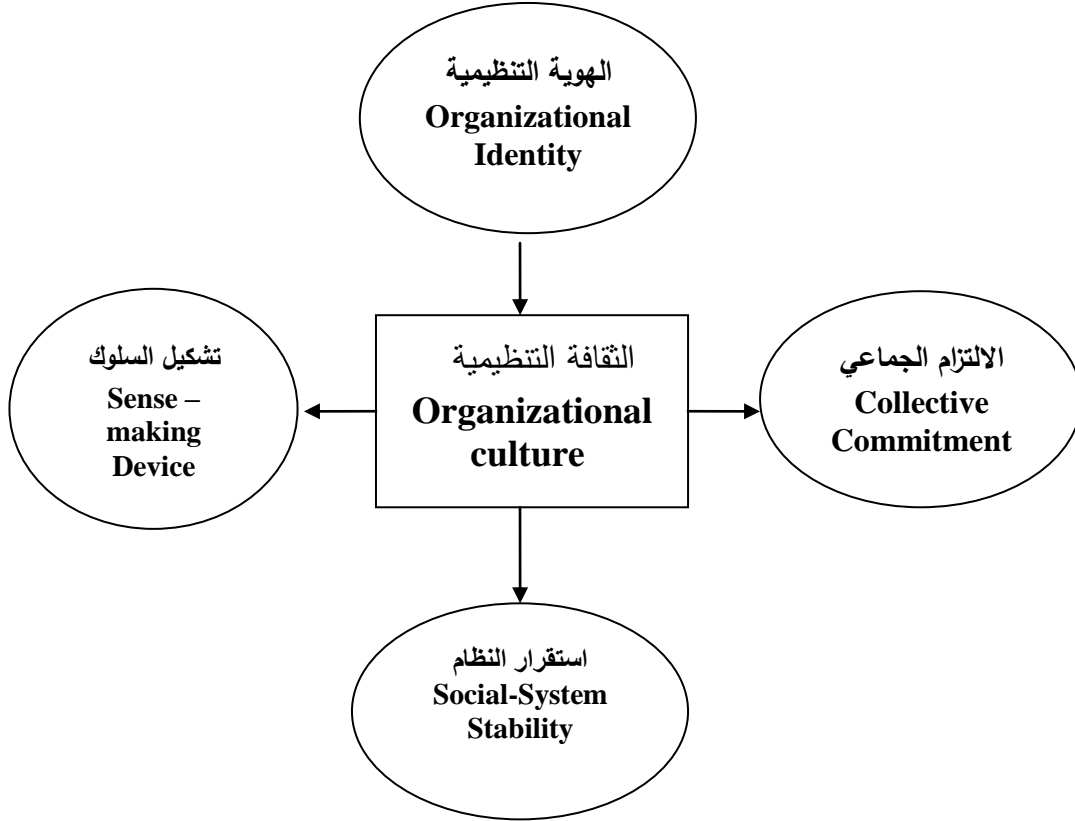 الهوية التنظيمية
Organizational
Identity
تشكيل السلوك
Sense –
making
Device
الثقافة التنظيمية
Organizational
culture
الالتزام الجماعي
Collective
Commitment
استقرار النظام
Social-System
Stability